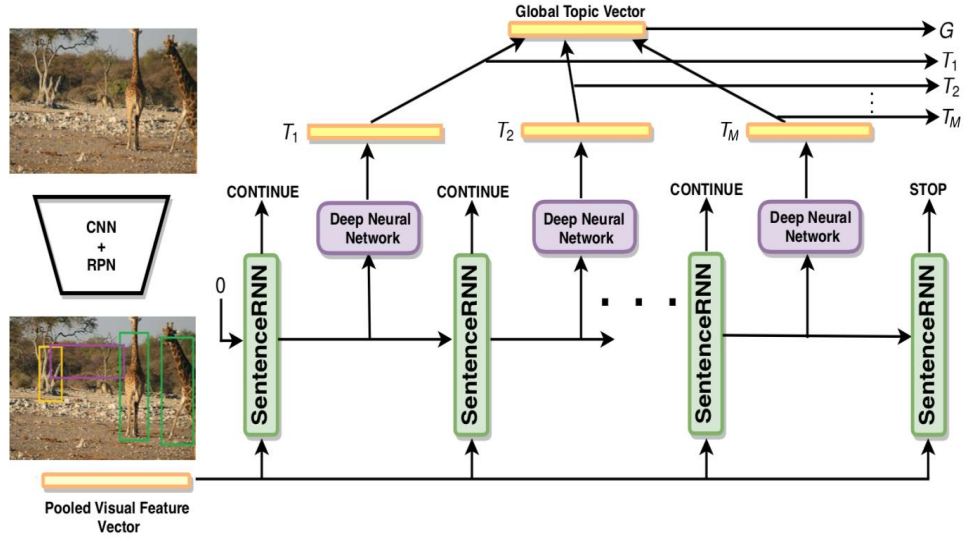 Global Topic Vector
G
T1
T2
⋮
TM
T1
T2
TM
CONTINUE
CONTINUE
CONTINUE
STOP
CNN
+
RPN
Deep Neural
Network
Deep Neural
Network
Deep Neural
Network
0
SentenceRNN
SentenceRNN
. . .
SentenceRNN
SentenceRNN
Pooled Visual Feature
Vector